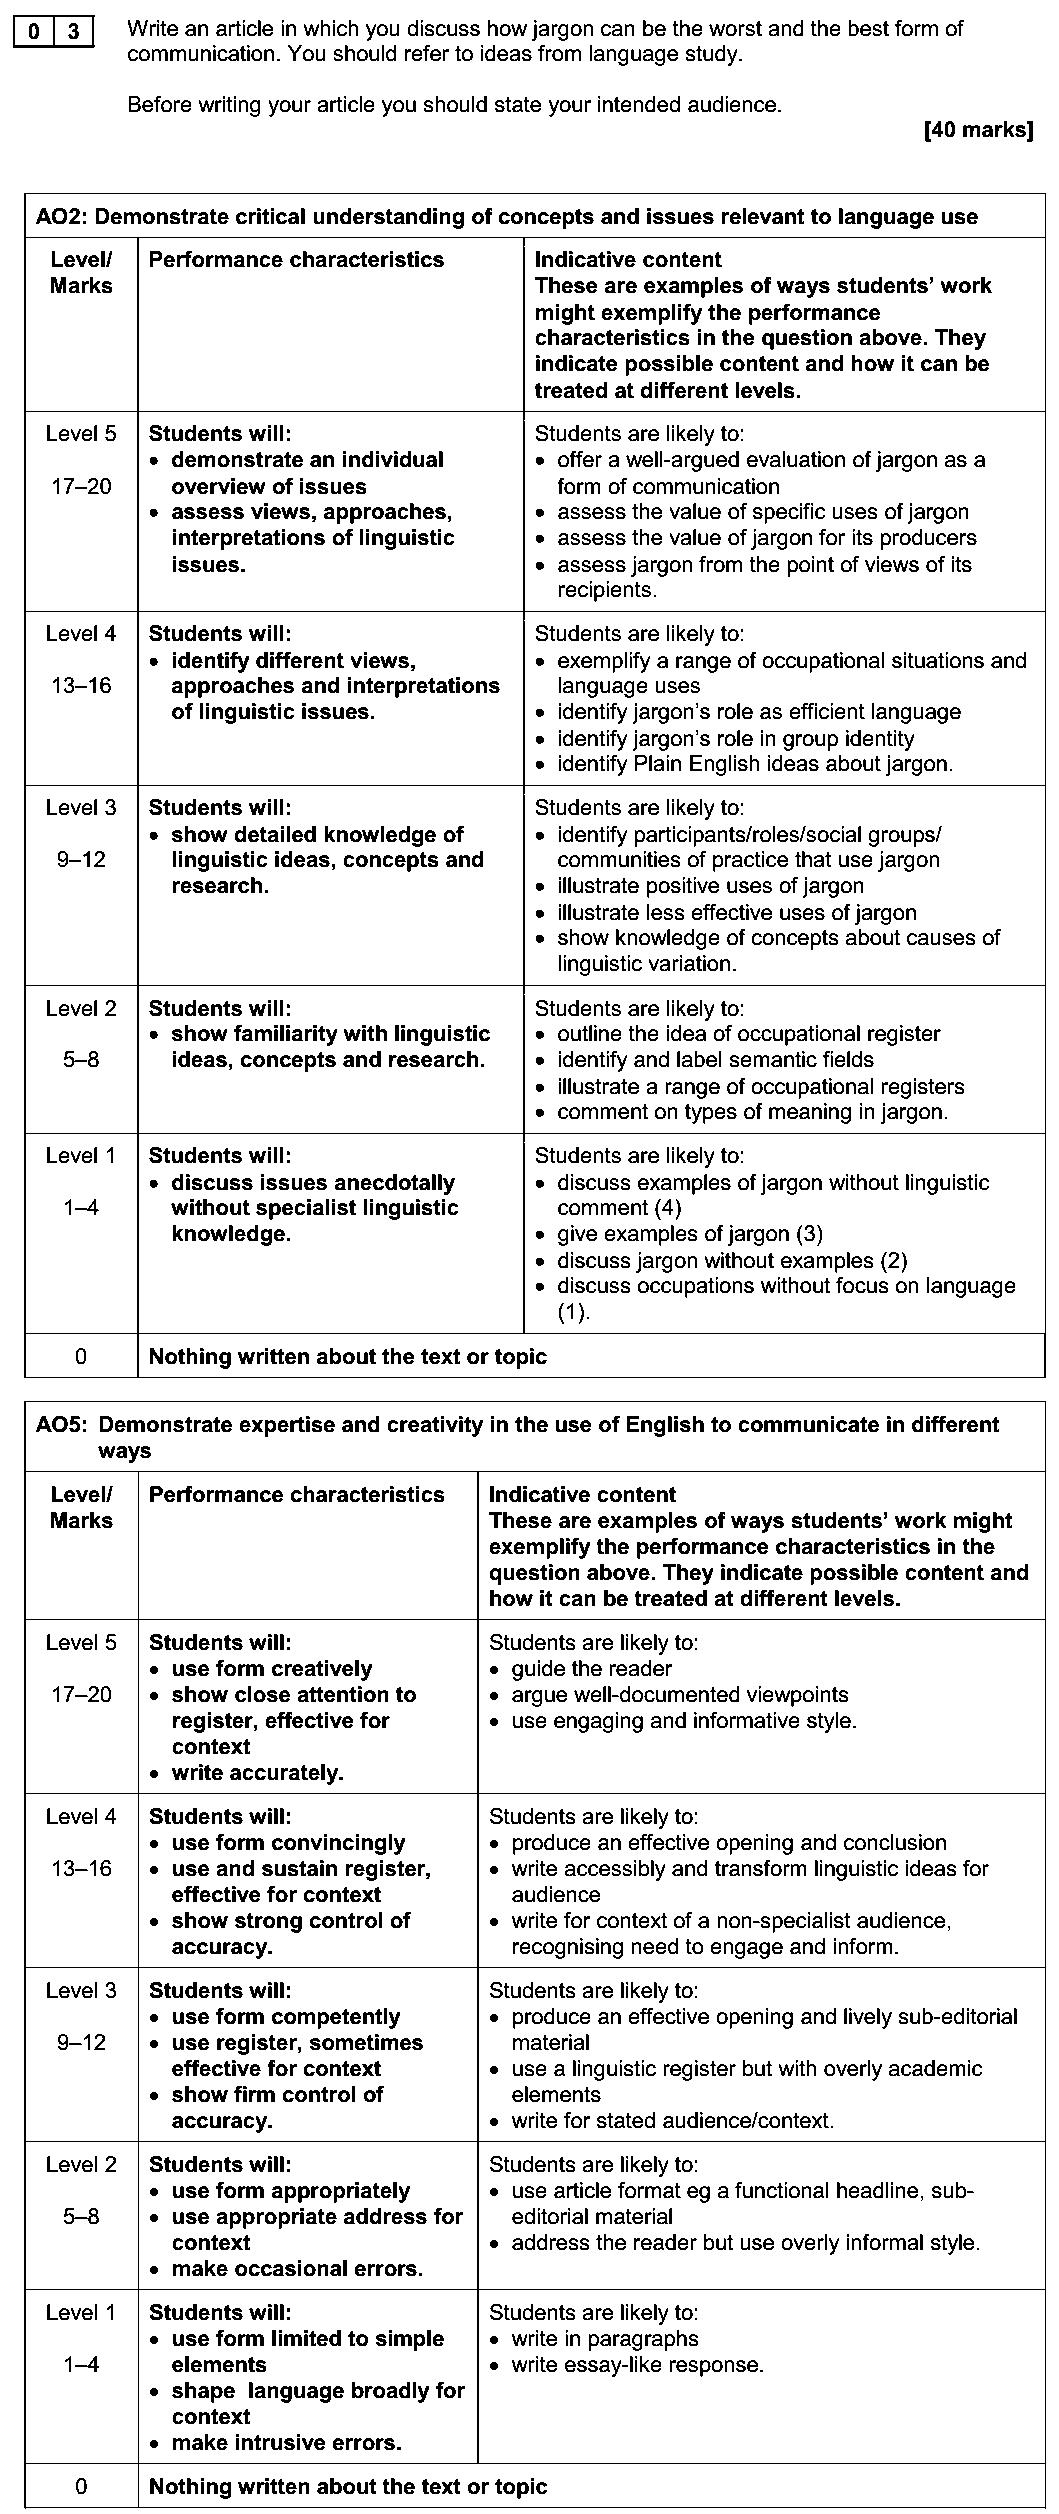 0 3 Write an article in which you discuss how jargon can be the worst and the best form of
communication. You should refer to ideas from language study.
Before writing your article you should state your intended audience.
[40 marks]
AO2: Demonstrate critical understanding of concepts and issues relevant to language use
Level/
Marks
Performance characteristics
Indicative content
These are examples of ways students’ work
might exemplify the performance
characteristics in the question above. They
indicate possible content and how it can be
treated at different levels.
Level 5
17–20
Students will:
• demonstrate an individual
overview of issues
• assess views, approaches,
interpretations of linguistic
issues.
Students are likely to:
• offer a well-argued evaluation of jargon as a
form of communication
• assess the value of specific uses of jargon
• assess the value of jargon for its producers
• assess jargon from the point of views of its
recipients.
Level 4
13–16
Students will:
• identify different views,
approaches and interpretations
of linguistic issues.
Students are likely to:
• exemplify a range of occupational situations and
language uses
• identify jargon’s role as efficient language
• identify jargon’s role in group identity
• identify Plain English ideas about jargon.
Level 3
9–12
Students will:
• show detailed knowledge of
linguistic ideas, concepts and
research.
Students are likely to:
• identify participants/roles/social groups/
communities of practice that use jargon
• illustrate positive uses of jargon
• illustrate less effective uses of jargon
• show knowledge of concepts about causes of
linguistic variation.
Level 2
5–8
Students will:
• show familiarity with linguistic
ideas, concepts and research.
Students are likely to:
• outline the idea of occupational register
• identify and label semantic fields
• illustrate a range of occupational registers
• comment on types of meaning in jargon.
Level 1
1–4
Students will:
• discuss issues anecdotally
without specialist linguistic
knowledge.
Students are likely to:
• discuss examples of jargon without linguistic
comment (4)
• give examples of jargon (3)
• discuss jargon without examples (2)
• discuss occupations without focus on language
(1).
0
Nothing written about the text or topic
AO5: Demonstrate expertise and creativity in the use of English to communicate in different
ways
Level/
Marks
Performance characteristics
Indicative content
These are examples of ways students’ work might
exemplify the performance characteristics in the
question above. They indicate possible content and
how it can be treated at different levels.
Level 5
17–20
Students will:
• use form creatively
• show close attention to
register, effective for
context
• write accurately.
Students are likely to:
• guide the reader
• argue well-documented viewpoints
• use engaging and informative style.
Level 4
13–16
Students will:
• use form convincingly
• use and sustain register,
effective for context
• show strong control of
accuracy.
Students are likely to:
• produce an effective opening and conclusion
• write accessibly and transform linguistic ideas for
audience
• write for context of a non-specialist audience,
recognising need to engage and inform.
Level 3
9–12
Students will:
• use form competently
• use register, sometimes
effective for context
• show firm control of
accuracy.
Students are likely to:
• produce an effective opening and lively sub-editorial
material
• use a linguistic register but with overly academic
elements
• write for stated audience/context.
Level 2
5–8
Students will:
• use form appropriately
• use appropriate address for
context
• make occasional errors.
Students are likely to:
• use article format eg a functional headline, sub-
editorial material
• address the reader but use overly informal style.
Level 1
1–4
Students will:
• use form limited to simple
elements
• shape language broadly for
context
• make intrusive errors.
Students are likely to:
• write in paragraphs
• write essay-like response.
0
Nothing written about the text or topic